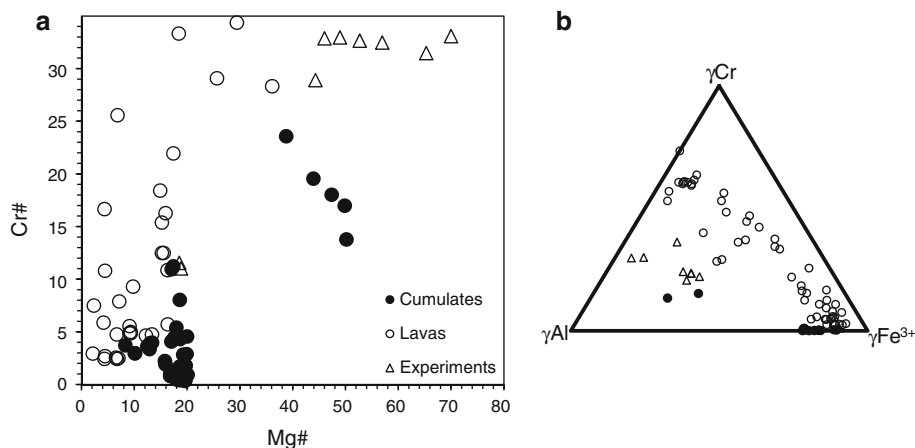 a
b
30
25
20
15
10
5
0
Cr#
0 10 20 30 40 50 60 70 80
Mg#
Cumulates
Lavas
Experiments
γCr
γAl
γFe3+